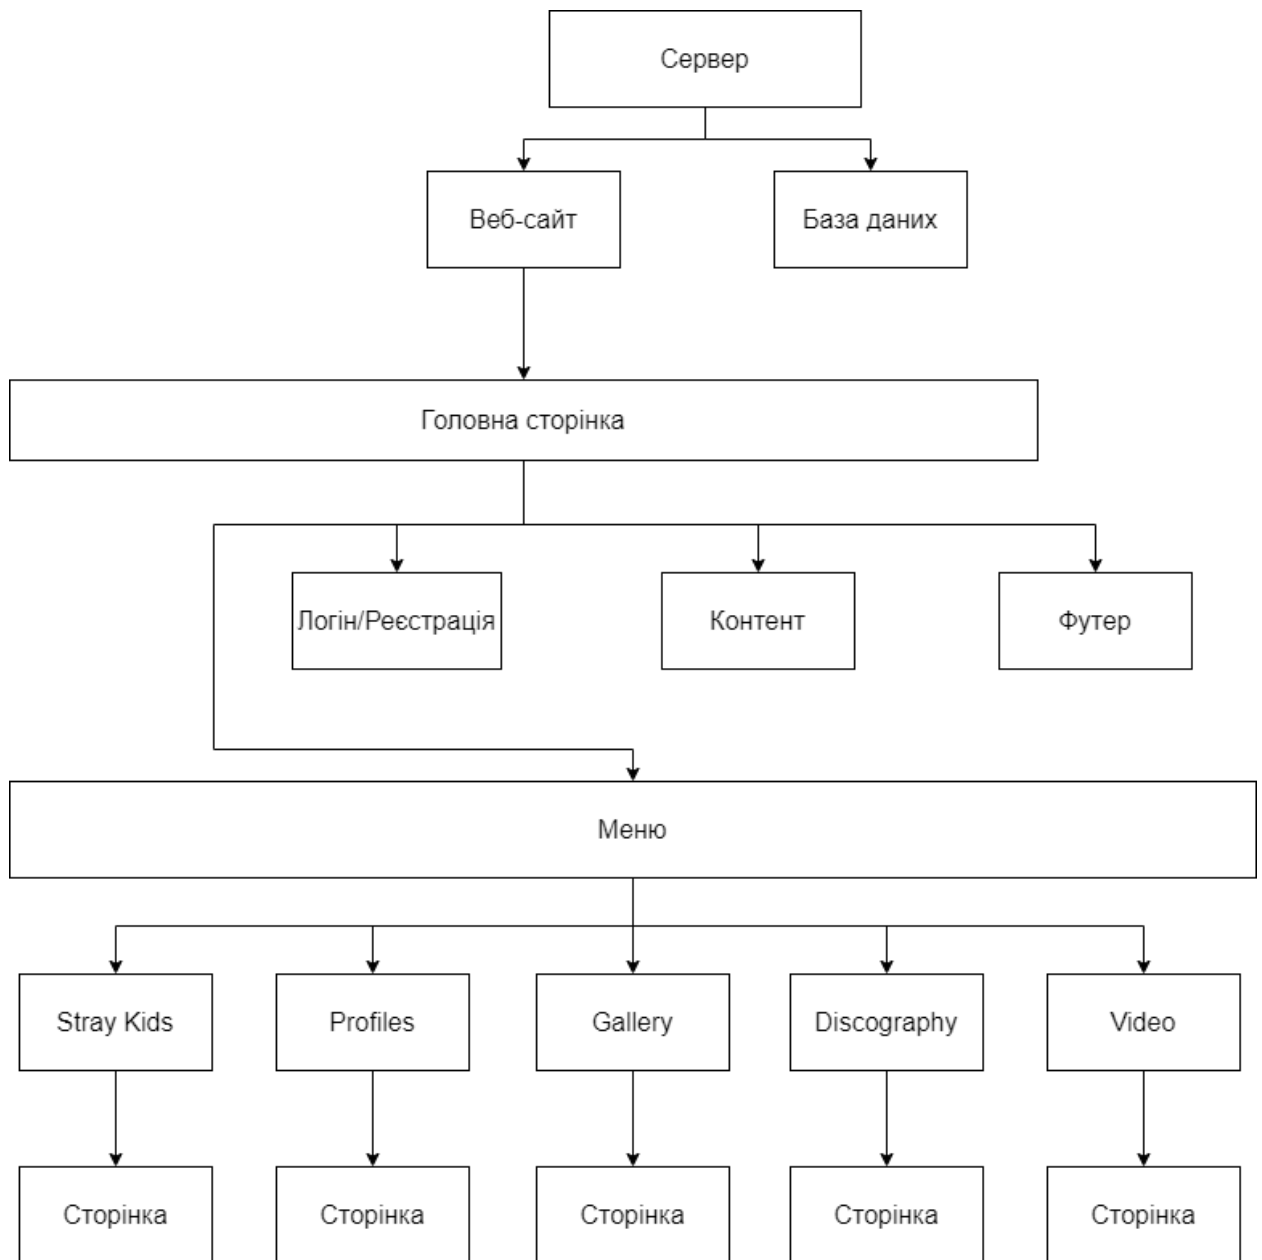 Сервер
Веб-сайт
База даних
Головна сторінка
Логін/Реєстрація
Контент
Футер
Меню
Stray Kids
Profiles
Gallery
Discography
Video
Сторінка
Сторінка
Сторінка
Сторінка
Сторінка